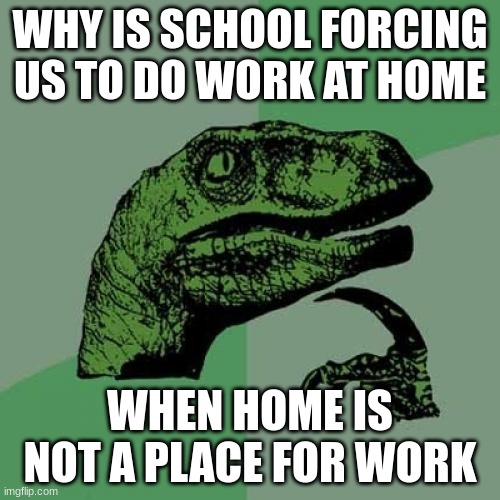 WHY IS SCHOOL FORCING
US TO DO WORK AT HOME
WHEN HOME IS
NOT A PLACE FOR WORK
imgflip.com